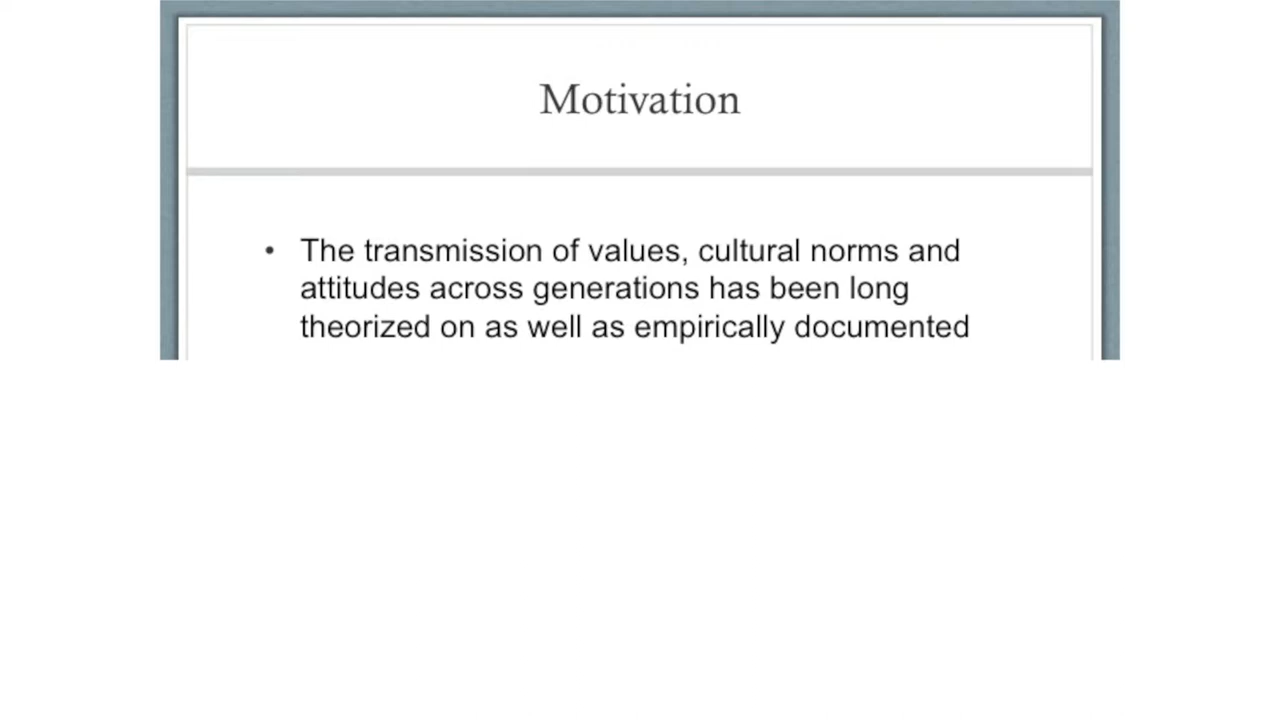 Motivation
• The transmission of values, cultural norms and
attitudes across generations has been long
theorized on as well as empirically documented